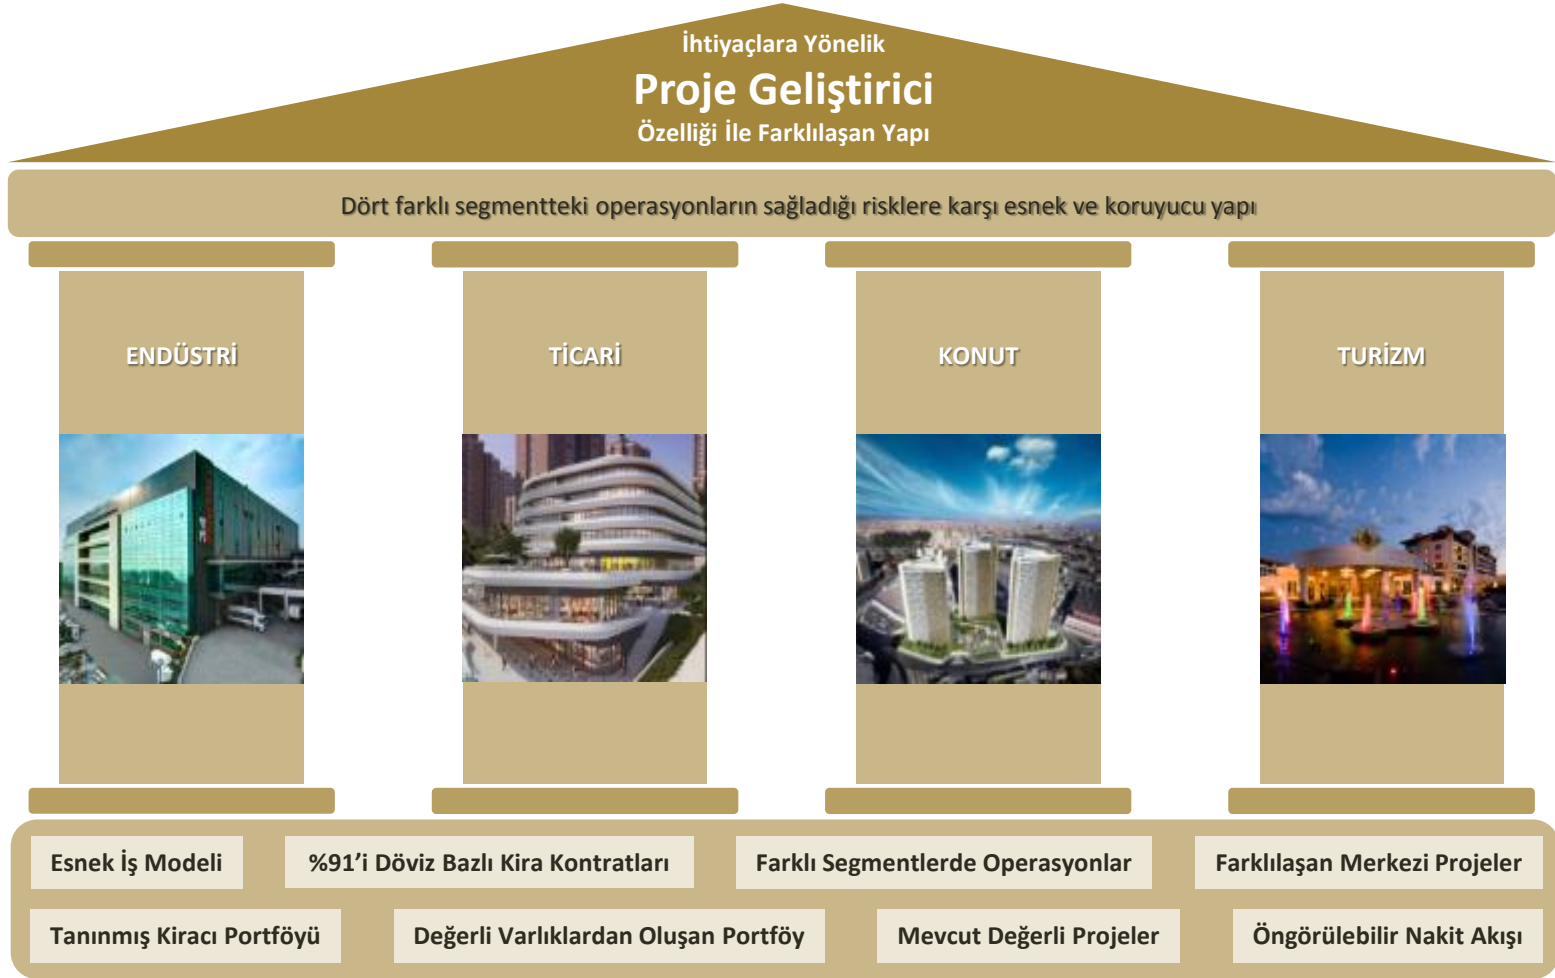 İhtiyaçlara Yönelik
Proje Geliştirici
Özelliği İle Farklılaşan Yapı
Dört farklı segmentteki operasyonların sağladığı risklere karşı esnek ve koruyucu yapı
ENDÜSTRİ
TİCARİ
KONUT
TURİZM
Esnek İş Modeli
%91’i Döviz Bazlı Kira Kontratları
Farklı Segmentlerde Operasyonlar
Farklılaşan Merkezi Projeler
Tanınmış Kiracı Portföyü
Değerli Varlıklardan Oluşan Portföy
Mevcut Değerli Projeler
Öngörülebilir Nakit Akışı